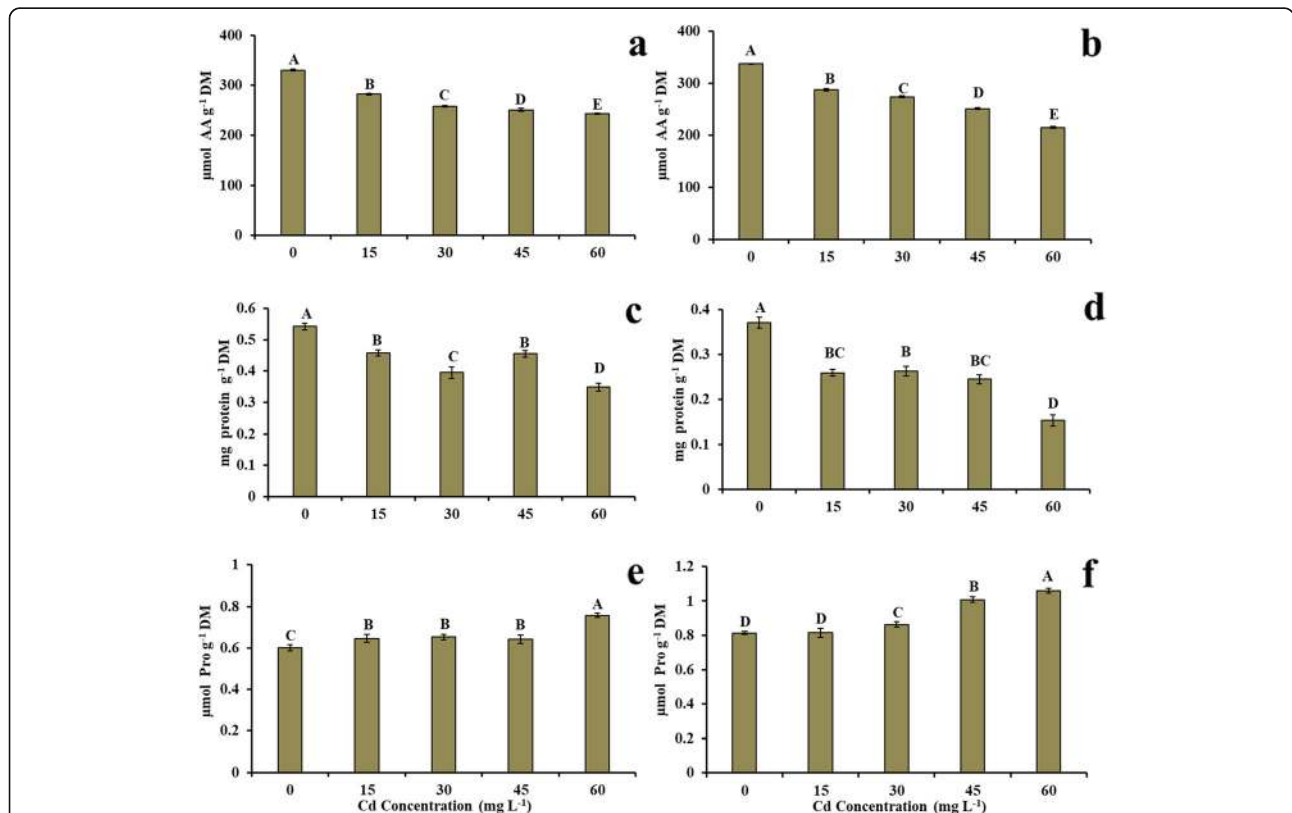 a
400
300
200
100
0
µmol AA g⁻¹ DM
A
B
C
D
E
0 15 30 45 60
b
400
300
200
100
0
µmol AA g⁻¹ DM
A
B
C
D
E
0 15 30 45 60
c
0.6
0.5
0.4
0.3
0.2
0.1
0
mg protein g⁻¹ DM
A
B
C
B
D
0 15 30 45 60
d
0.4
0.3
0.2
0.1
0
mg protein g⁻¹ DM
A
BC
B
BC
D
0 15 30 45 60
e
1
0.8
0.6
0.4
0.2
0
µmol Pro g⁻¹ DM
C
B
B
B
A
0 15 30 45 60
Cd Concentration (mg L⁻¹)
f
1.2
1
0.8
0.6
0.4
0.2
0
µmol Pro g⁻¹ DM
D
D
C
B
A
0 15 30 45 60
Cd Concentration (mg L⁻¹)